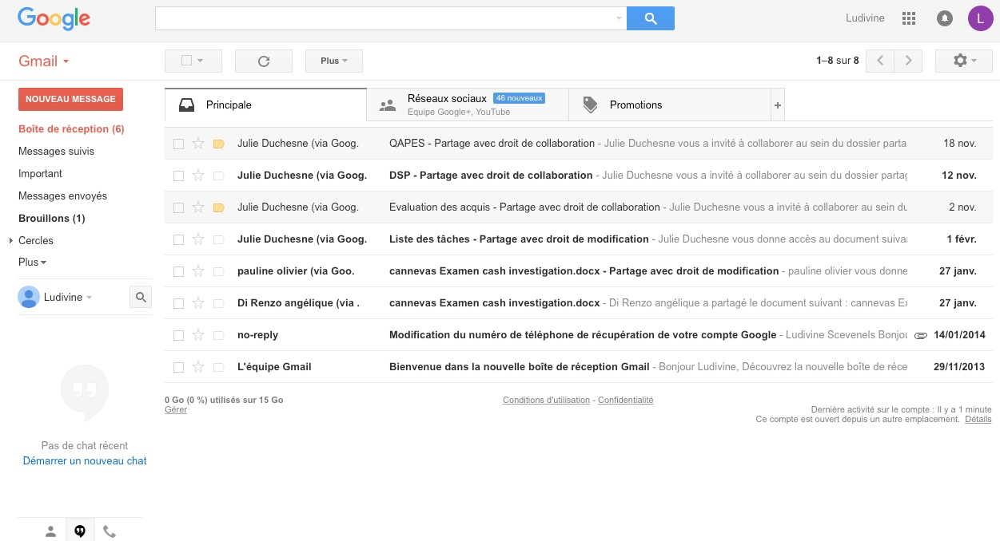 Google
Ludivine
L
Gmail
Plus
1–8 sur 8
NOUVEAU MESSAGE
Boîte de réception (6)
Messages suivis
Important
Messages envoyés
Brouillons (1)
Cercles
Plus
Ludivine
Pas de chat récent
Démarrer un nouveau chat
Principale
Réseaux sociaux 46 nouveaux
Equipe Google+, YouTube
Promotions
+
Julie Duchesne (via Goog. QAPES - Partage avec droit de collaboration - Julie Duchesne vous a invité à collaborer au sein du dossier parta 18 nov.
Julie Duchesne (via Goog. DSP - Partage avec droit de collaboration - Julie Duchesne vous a invité à collaborer au sein du dossier partag 12 nov.
Julie Duchesne (via Goog. Evaluation des acquis - Partage avec droit de collaboration - Julie Duchesne vous a invité à collaborer au sein du 2 nov.
Julie Duchesne (via Goog. Liste des tâches - Partage avec droit de modification - Julie Duchesne vous donne accès au document suivan 1 févr.
pauline olivier (via Goo. cannevas Examen cash investigation.docx - Partage avec droit de modification - pauline olivier vous donne 27 janv.
Di Renzo angélique (via . cannevas Examen cash investigation.docx - Di Renzo angélique a partagé le document suivant : cannevas Ex 27 janv.
no-reply Modification du numéro de téléphone de récupération de votre compte Google - Ludivine Scevenels Bonjou 14/01/2014
L'équipe Gmail Bienvenue dans la nouvelle boîte de réception Gmail - Bonjour Ludivine, Découvrez la nouvelle boîte de réce 29/11/2013
0 Go (0 %) utilisés sur 15 Go
Gérer
Conditions d'utilisation - Confidentialité
Dernière activité sur le compte : Il y a 1 minute
Ce compte est ouvert depuis un autre emplacement. Détails